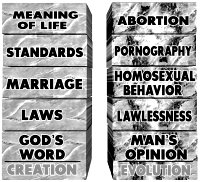 MEANING
OF LIFE
STANDARDS
MARRIAGE
LAWS
GOD'S
WORD
CREATION
ABORTION
PORNOGRAPHY
HOMOSEXUAL
BEHAVIOR
LAWLESSNESS
MAN'S
OPINION
EVOLUTION